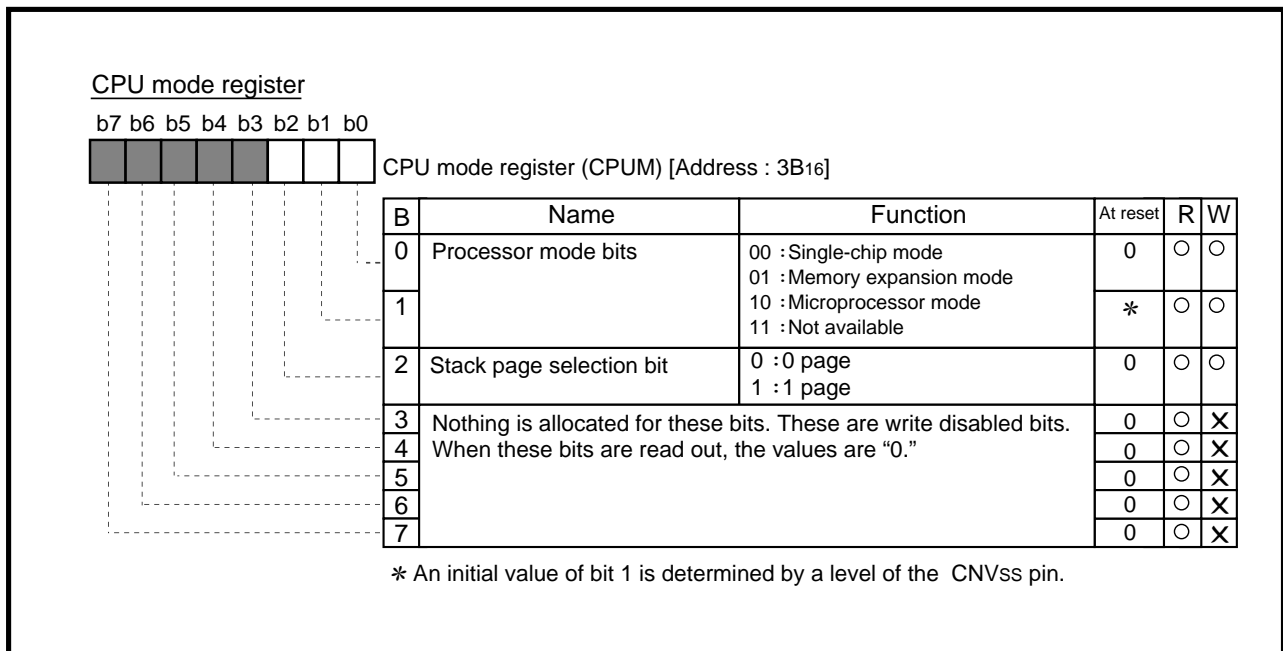 CPU mode register
b7 b6 b5 b4 b3 b2 b1 b0
CPU mode register (CPUM) [Address : 3B16]
B Name Function At reset R W
0 Processor mode bits 00 : Single-chip mode 0 ○ ○
01 : Memory expansion mode
1 10 : Microprocessor mode * ○ ○
11 : Not available
2 Stack page selection bit 0 : 0 page 0 ○ ○
1 : 1 page
3 Nothing is allocated for these bits. These are write disabled bits. 0 ○ ×
4 When these bits are read out, the values are “0.” 0 ○ ×
5 0 ○ ×
6 0 ○ ×
7 0 ○ ×
* An initial value of bit 1 is determined by a level of the CNVSS pin.